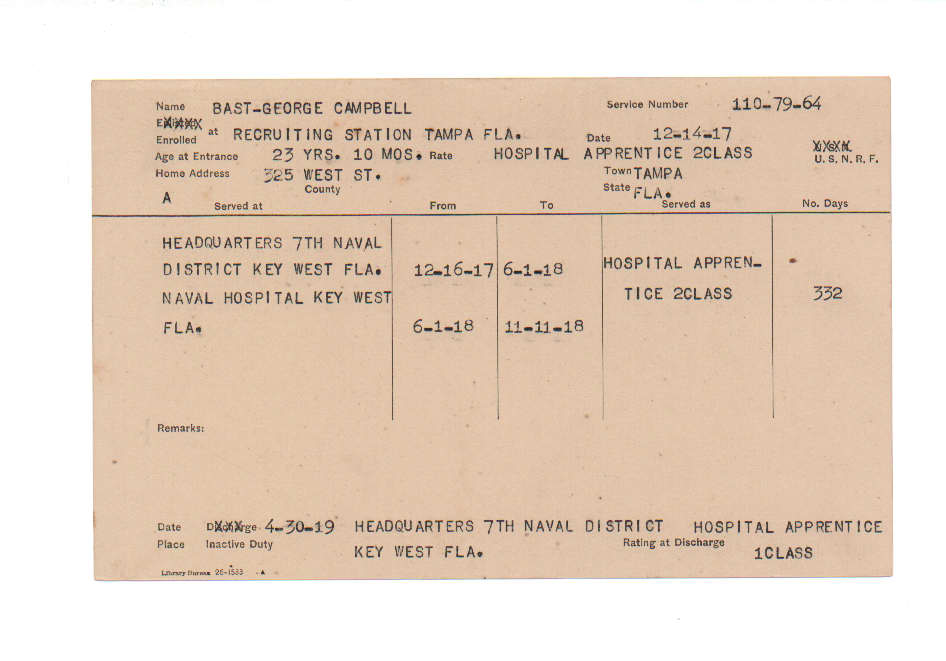 Name BAST-GEORGE CAMPBELL Service Number 110-79-64
Enrolled at RECRUITING STATION TAMPA FLA. Date 12-14-17
Age at Entrance 23 YRS. 10 MOS. Rate HOSPITAL APPRENTICE 2CLASS U. S. N. R. F.
Home Address 325 WEST ST. Town TAMPA
County State FLA.
A Served at From To Served as No. Days
HEADQUARTERS 7TH NAVAL
DISTRICT KEY WEST FLA. 12-16-17 6-1-18 HOSPITAL APPREN-
NAVAL HOSPITAL KEY WEST TICE 2CLASS 332
FLA. 6-1-18 11-11-18
Remarks:
Date 4-30-19 HEADQUARTERS 7TH NAVAL DISTRICT HOSPITAL APPRENTICE
Place Inactive Duty KEY WEST FLA. Rating at Discharge 1CLASS
Library Bureau 26-1533